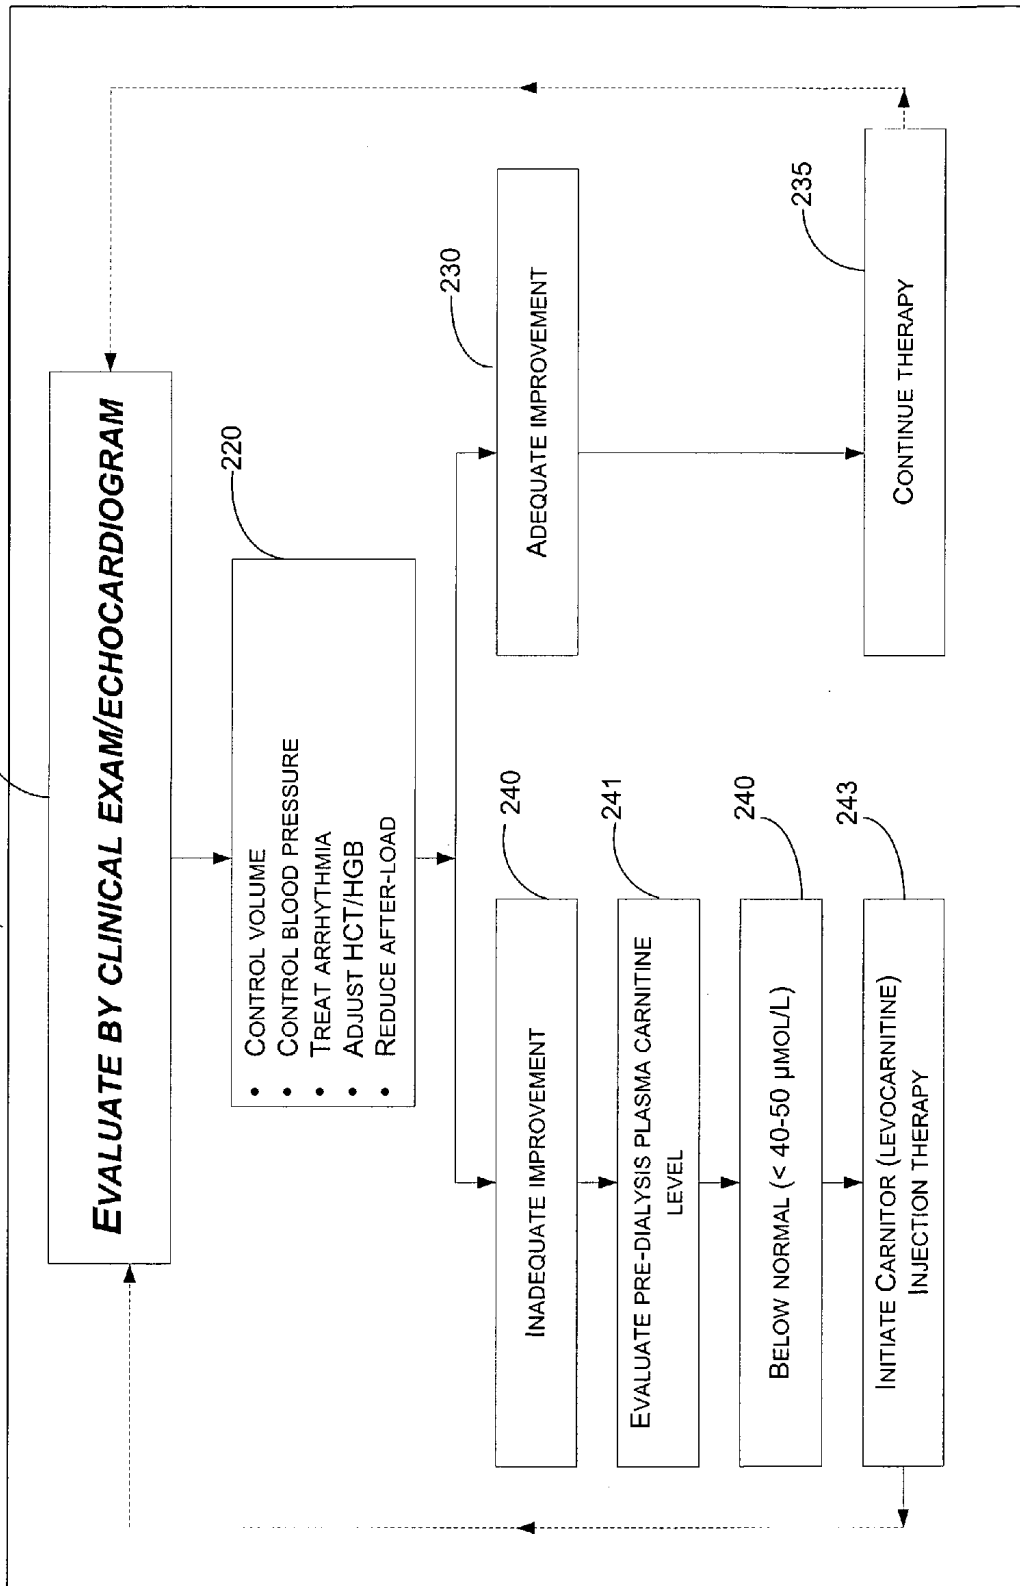 EVALUATE BY CLINICAL EXAM/ECHOCARDIOGRAM
220
• CONTROL VOLUME
• CONTROL BLOOD PRESSURE
• TREAT ARRHYTHMIA
• ADJUST HCT/HGB
• REDUCE AFTER-LOAD
240
INADEQUATE IMPROVEMENT
241
EVALUATE PRE-DIALYSIS PLASMA CARNITINE
LEVEL
240
BELOW NORMAL (< 40-50 µMOL/L)
243
INITIATE CARNITOR (LEVOCARNITINE)
INJECTION THERAPY
230
ADEQUATE IMPROVEMENT
235
CONTINUE THERAPY